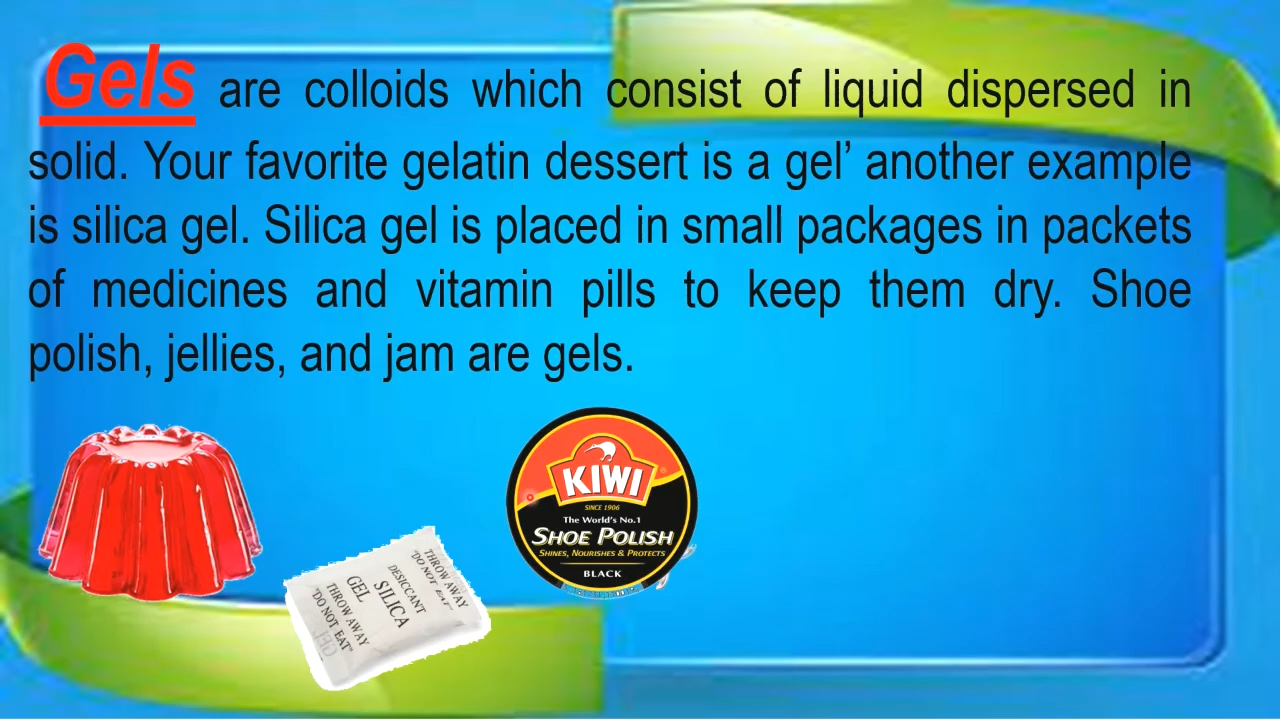 Gels are colloids which consist of liquid dispersed in
solid. Your favorite gelatin dessert is a gel’ another example
is silica gel. Silica gel is placed in small packages in packets
of medicines and vitamin pills to keep them dry. Shoe
polish, jellies, and jam are gels.
KIWI
SINCE 1906
The World's No.1
SHOE POLISH
SHINES, NOURISHES & PROTECTS
BLACK
THROW AWAY
"DO NOT EAT"
DESICCANT
SILICA
GEL
THROW AWAY
"DO NOT EAT"